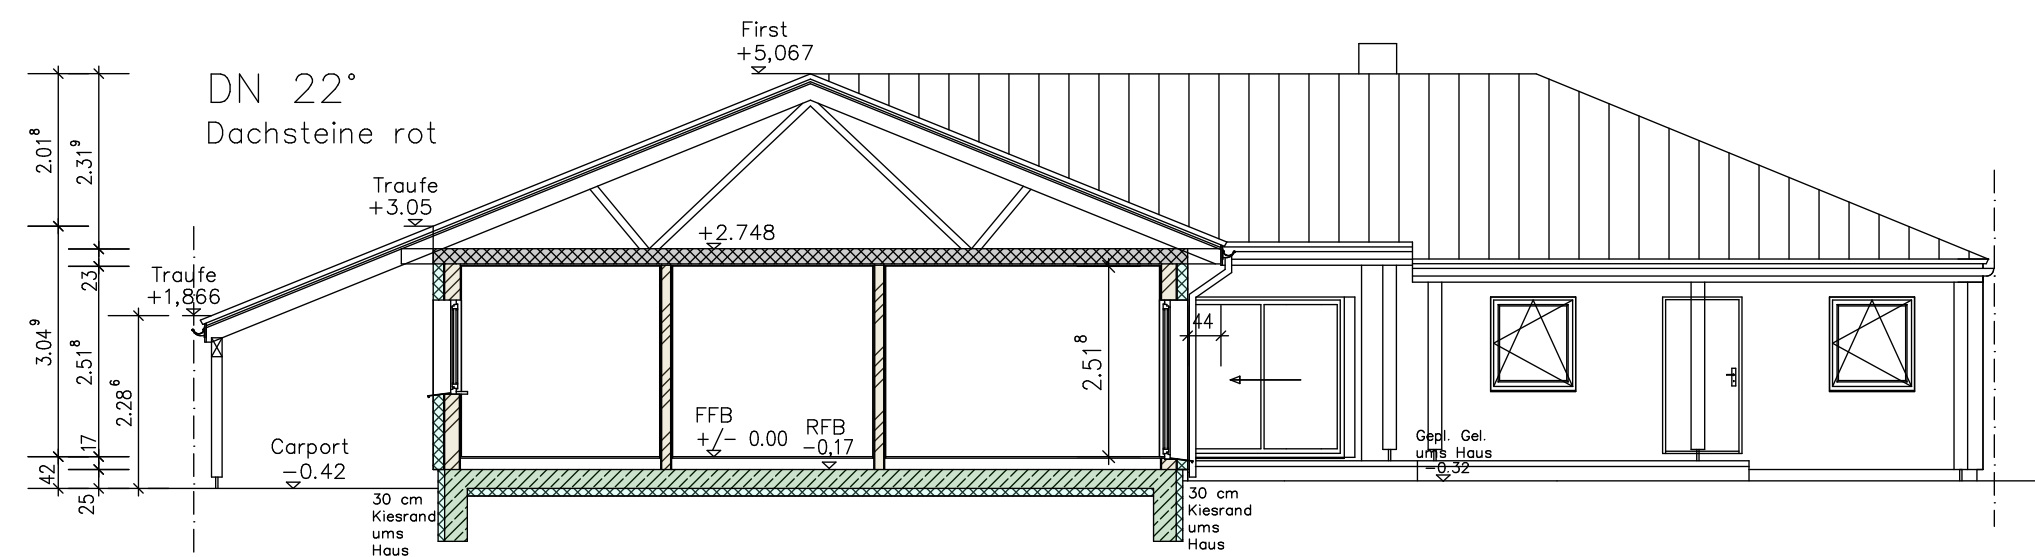 First
+5,067
DN 22°
Dachsteine rot
Traufe
+3.05
+2.748
Traufe
+1,866
2.01⁸
2.31⁹
23
3.04⁹
2.51⁸
2.28⁶
17
42
25
44
2.51⁸
FFB
+/- 0.00
RFB
-0,17
Carport
-0.42
Gepl. Gel.
ums Haus
-0.32
30 cm
Kiesrand
ums
Haus
30 cm
Kiesrand
ums
Haus